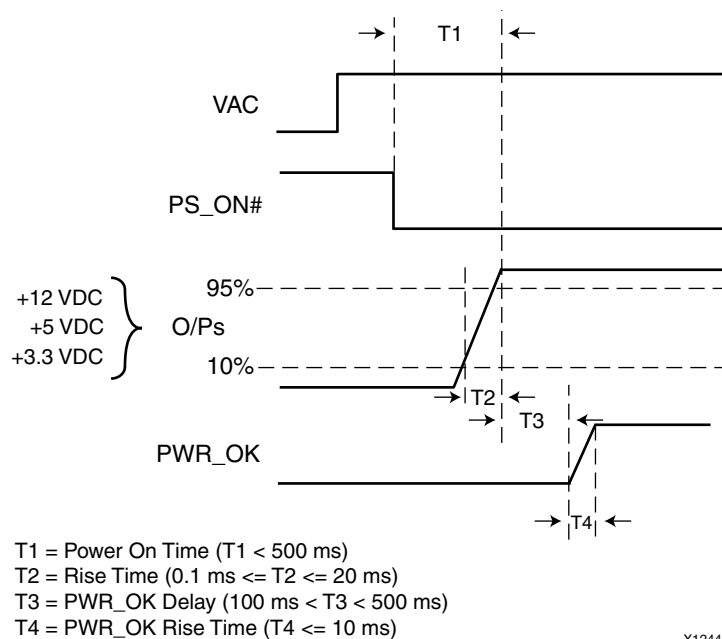 T1
VAC
PS_ON#
+12 VDC
+5 VDC
+3.3 VDC
O/Ps
95%
10%
T2
T3
PWR_OK
T4
T1 = Power On Time (T1 < 500 ms)
T2 = Rise Time (0.1 ms <= T2 <= 20 ms)
T3 = PWR_OK Delay (100 ms < T3 < 500 ms)
T4 = PWR_OK Rise Time (T4 <= 10 ms)